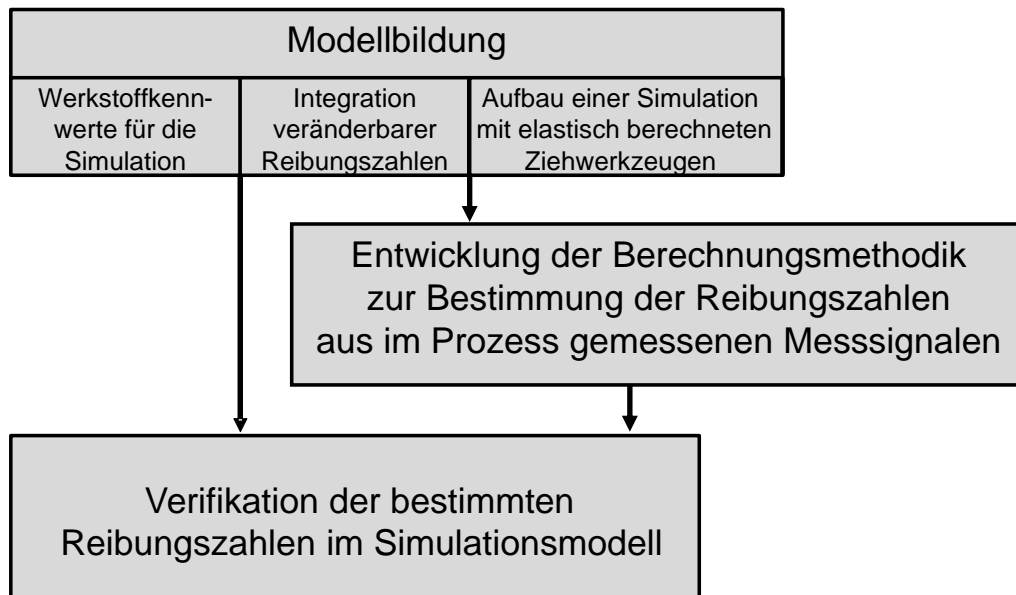 Modellbildung
Werkstoffkenn-
werte für die
Simulation
Integration
veränderbarer
Reibungszahlen
Aufbau einer Simulation
mit elastisch berechneten
Ziehwerkzeugen
Entwicklung der Berechnungsmethodik
zur Bestimmung der Reibungszahlen
aus im Prozess gemessenen Messsignalen
Verifikation der bestimmten
Reibungszahlen im Simulationsmodell